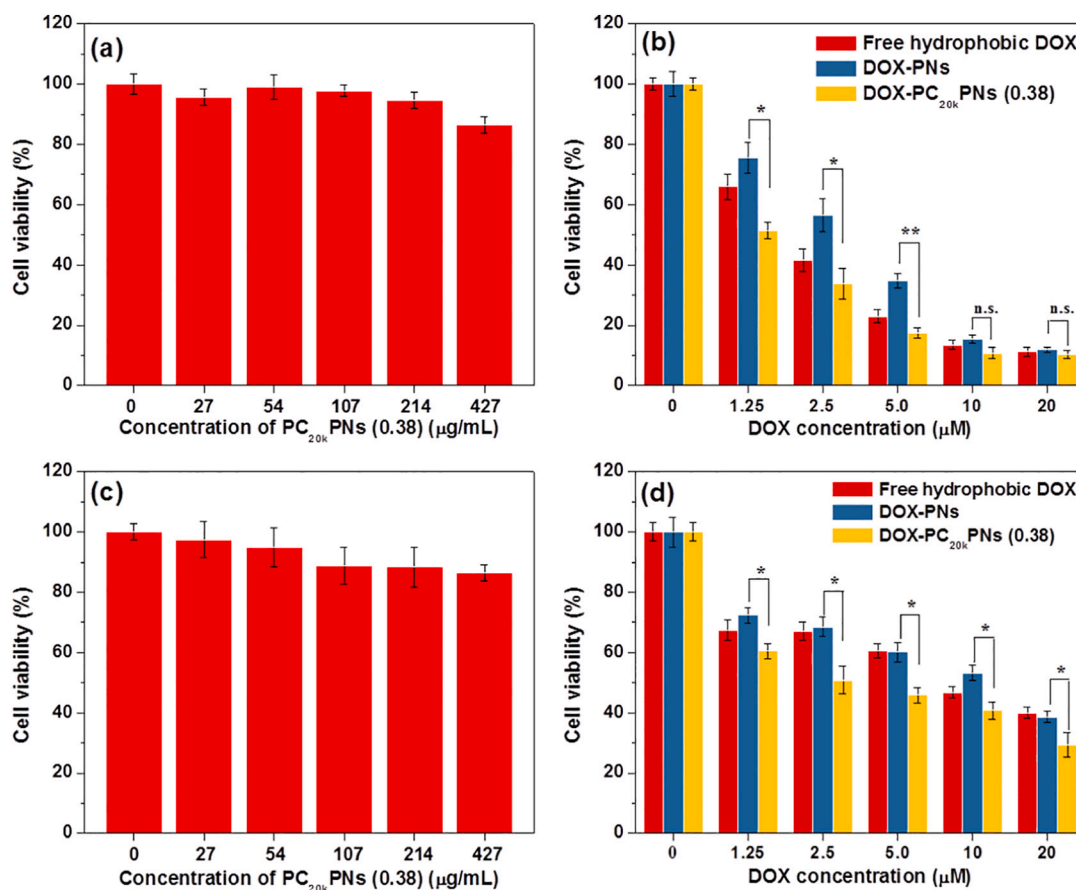 (a)
Cell viability (%)
120
100
80
60
40
20
0
0 27 54 107 214 427
Concentration of PC20k PNs (0.38) (μg/mL)
(b)
Free hydrophobic DOX
DOX-PNs
DOX-PC20kPNs (0.38)
Cell viability (%)
120
100
80
60
40
20
0
*
*
**
n.s.
n.s.
0 1.25 2.5 5.0 10 20
DOX concentration (μM)
(c)
Cell viability (%)
120
100
80
60
40
20
0
0 27 54 107 214 427
Concentration of PC20k PNs (0.38) (μg/mL)
(d)
Free hydrophobic DOX
DOX-PNs
DOX-PC20kPNs (0.38)
Cell viability (%)
120
100
80
60
40
20
0
*
*
*
*
*
0 1.25 2.5 5.0 10 20
DOX concentration (μM)